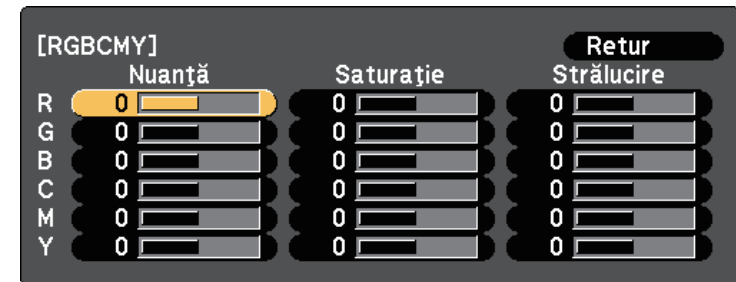 [RGBCMY] Retur
Nuanţă Saturaţie Strălucire
R 0 0 0
G 0 0 0
B 0 0 0
C 0 0 0
M 0 0 0
Y 0 0 0